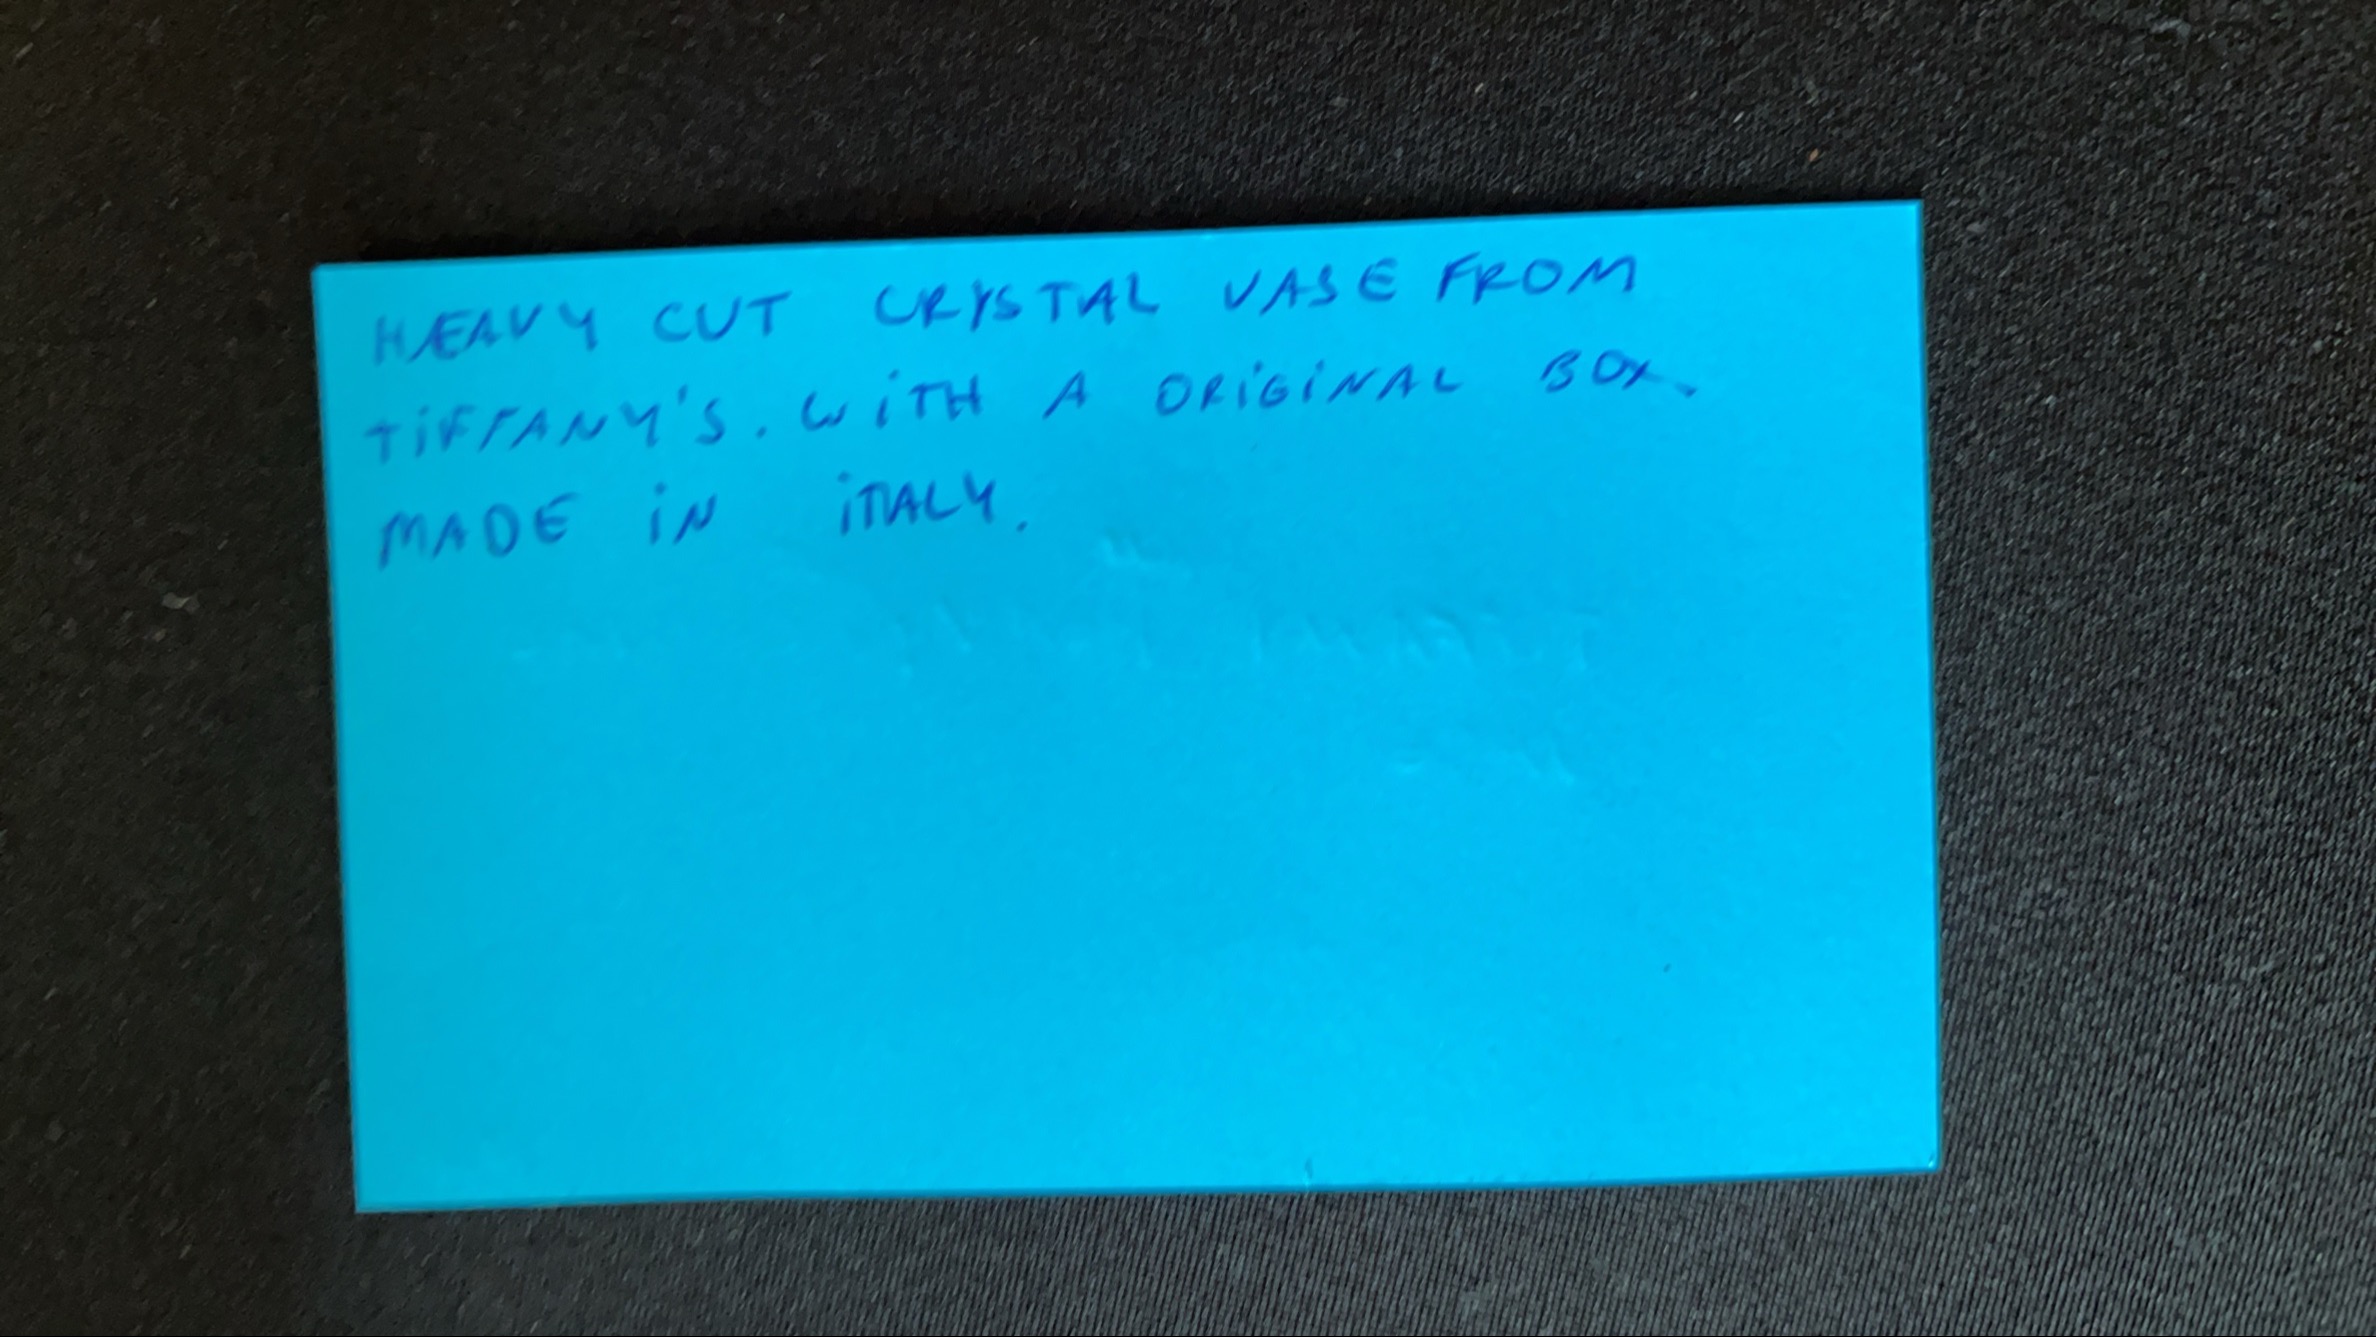 HEAVY CUT CRYSTAL VASE FROM
TiFFANY'S. WiTH A ORiGiNAL BOX.
MADE iN iTALY.